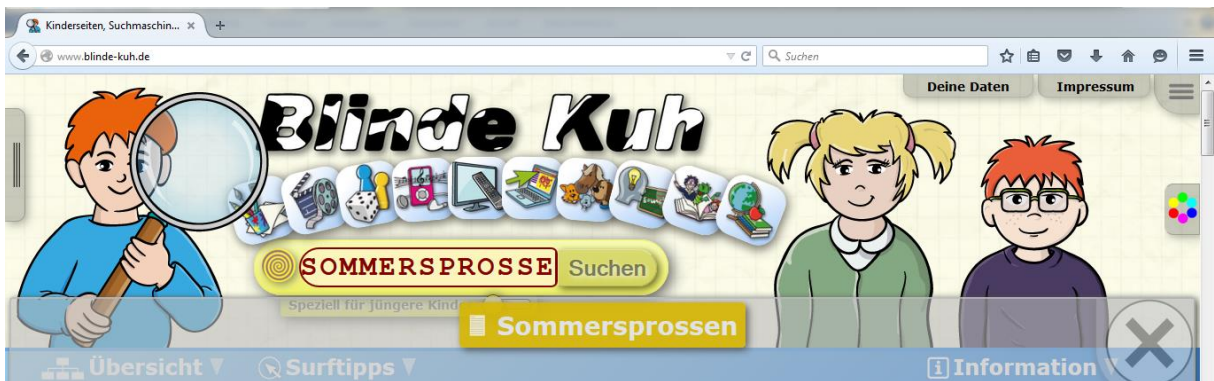 Kinderseiten, Suchmaschin...
www.blinde-kuh.de
Suchen
Deine Daten
Impressum
Blinde Kuh
SOMMERSPROSSE
Suchen
Speziell für jüngere Kind
Sommersprossen
Übersicht
Surftipps
Information